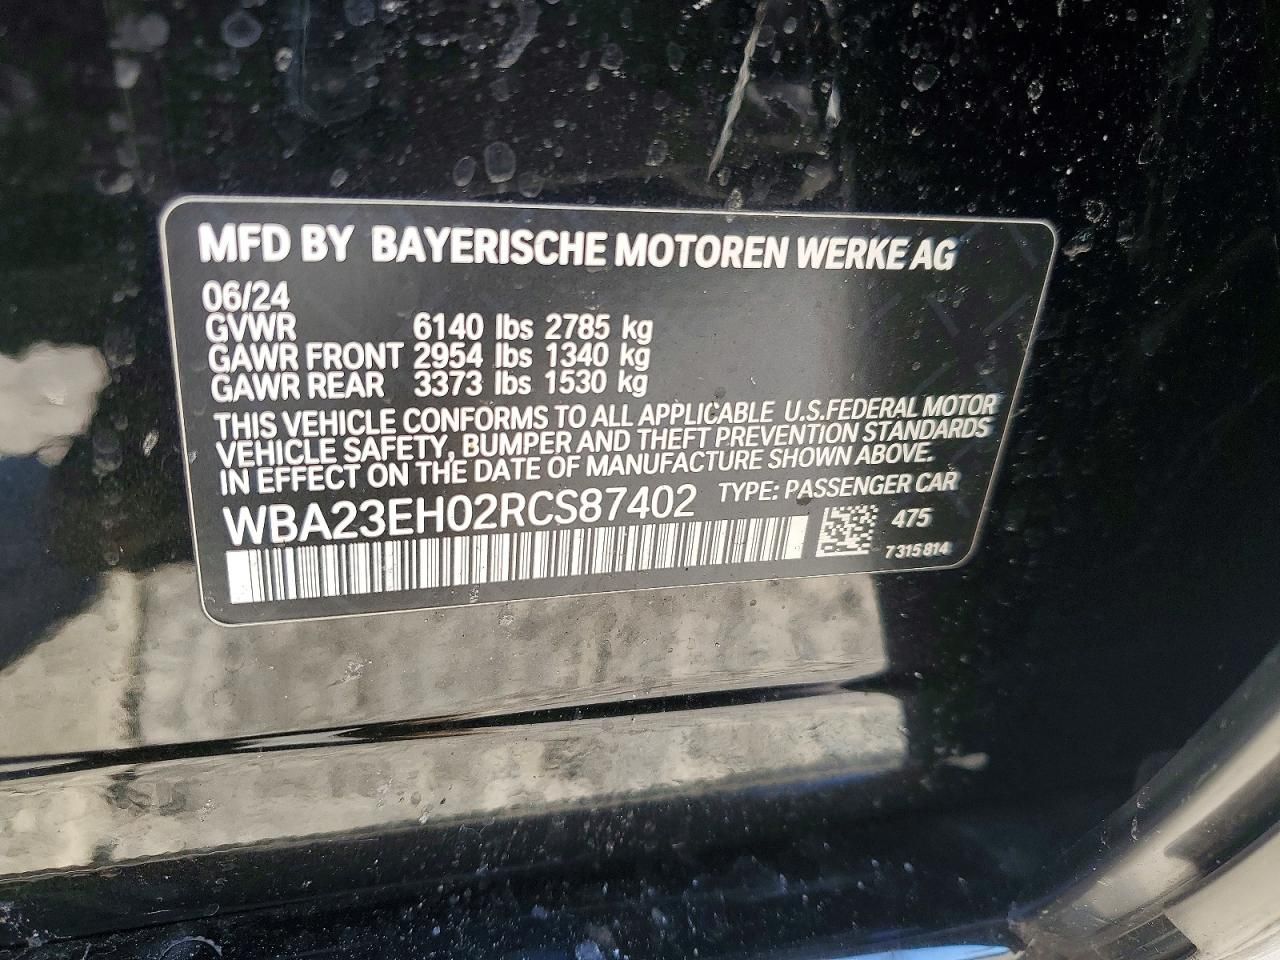 MFD BY BAYERISCHE MOTOREN WERKE AG
06/24
GVWR 6140 lbs 2785 kg
GAWR FRONT 2954 lbs 1340 kg
GAWR REAR 3373 lbs 1530 kg
THIS VEHICLE CONFORMS TO ALL APPLICABLE U.S.FEDERAL MOTOR
VEHICLE SAFETY, BUMPER AND THEFT PREVENTION STANDARDS
IN EFFECT ON THE DATE OF MANUFACTURE SHOWN ABOVE.
WBA23EH02RCS87402 TYPE: PASSENGER CAR
475
7315814